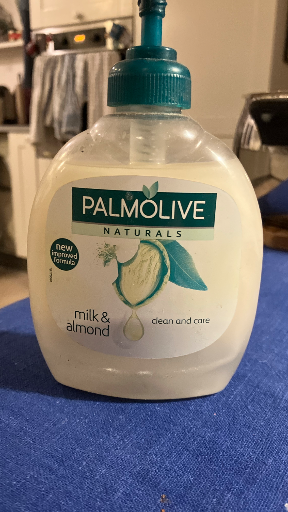 PALMOLIVE
NATURALS
new
improved
formula
milk &
almond
clean and care